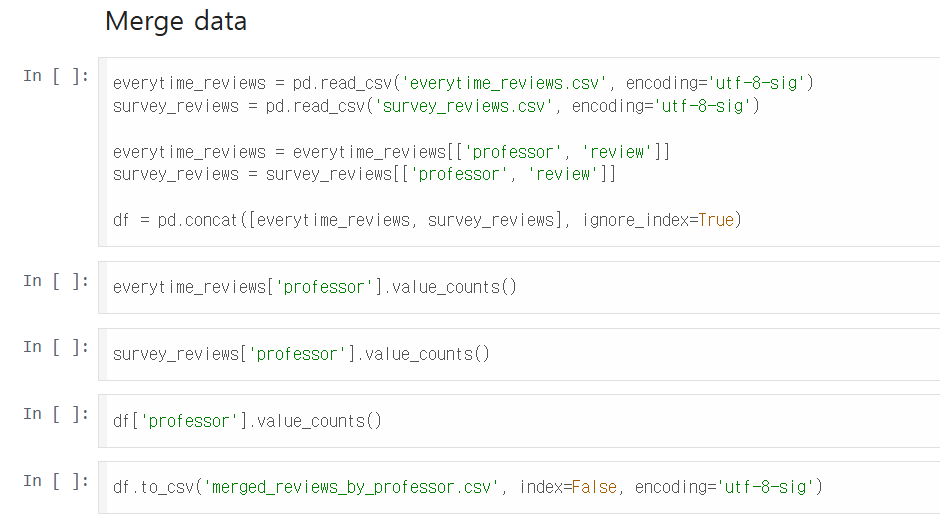 Merge data
In [ ]:
everytime_reviews = pd.read_csv('everytime_reviews.csv', encoding='utf-8-sig')
survey_reviews = pd.read_csv('survey_reviews.csv', encoding='utf-8-sig')
everytime_reviews = everytime_reviews[['professor', 'review']]
survey_reviews = survey_reviews[['professor', 'review']]
df = pd.concat([everytime_reviews, survey_reviews], ignore_index=True)
In [ ]:
everytime_reviews['professor'].value_counts()
In [ ]:
survey_reviews['professor'].value_counts()
In [ ]:
df['professor'].value_counts()
In [ ]:
df.to_csv('merged_reviews_by_professor.csv', index=False, encoding='utf-8-sig')